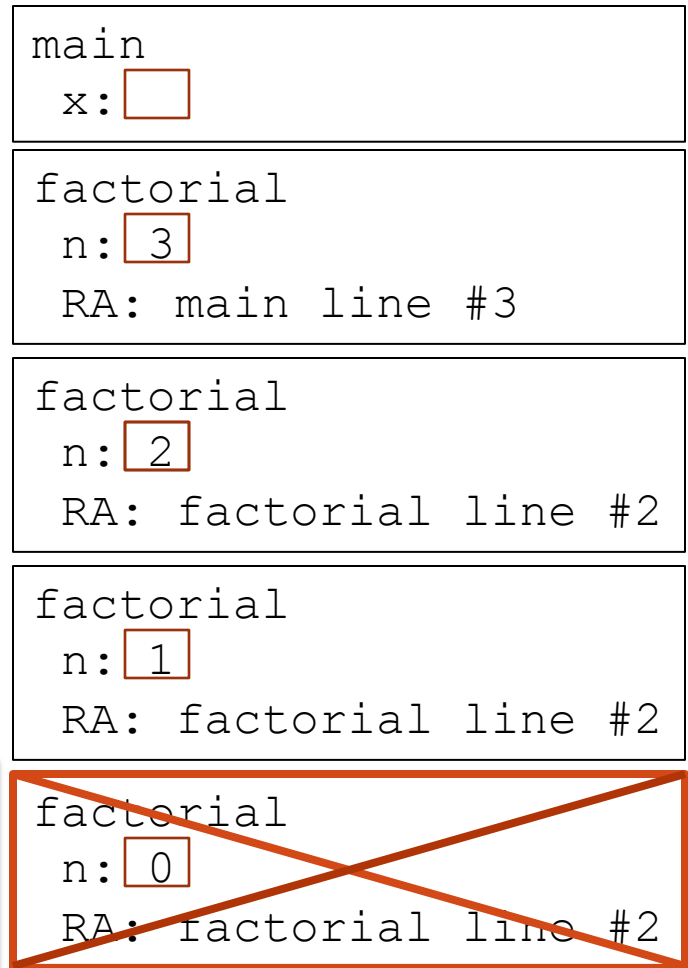 main
x:
factorial
n: 3
RA: main line #3
factorial
n: 2
RA: factorial line #2
factorial
n: 1
RA: factorial line #2
factorial
n: 0
RA: factorial line #2